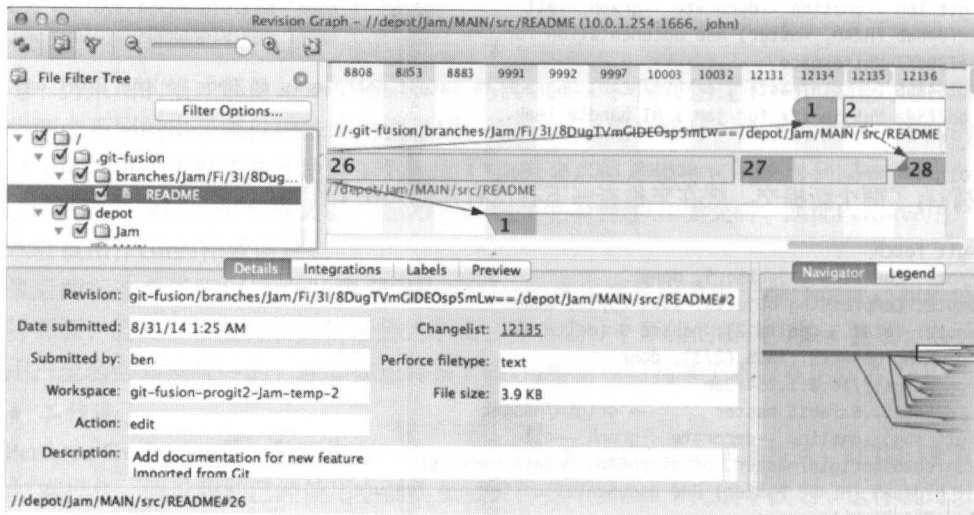 Revision Graph - //depot/Jam/MAIN/src/README (10.0.1.254:1666, john)
File Filter Tree
Filter Options...
/
.git-fusion
branches/Jam/Fi/3I/8Dug...
README
depot
Jam
8808 8853 8883 9991 9992 9997 10003 10032 12131 12134 12135 12136
1 2
//.git-fusion/branches/Jam/Fi/3I/8DugTVmGIDEOsp5mLw==/depot/Jam/MAIN/src/README
26 27 28
//depot/Jam/MAIN/src/README
1
Details Integrations Labels Preview
Navigator Legend
Revision: git-fusion/branches/Jam/Fi/3I/8DugTVmGIDEOsp5mLw==/depot/Jam/MAIN/src/README#2
Date submitted: 8/31/14 1:25 AM Changelist: 12135
Submitted by: ben Perforce filetype: text
Workspace: git-fusion-progit2-Jam-temp-2 File size: 3.9 KB
Action: edit
Description: Add documentation for new feature
Imported from Git
//depot/Jam/MAIN/src/README#26